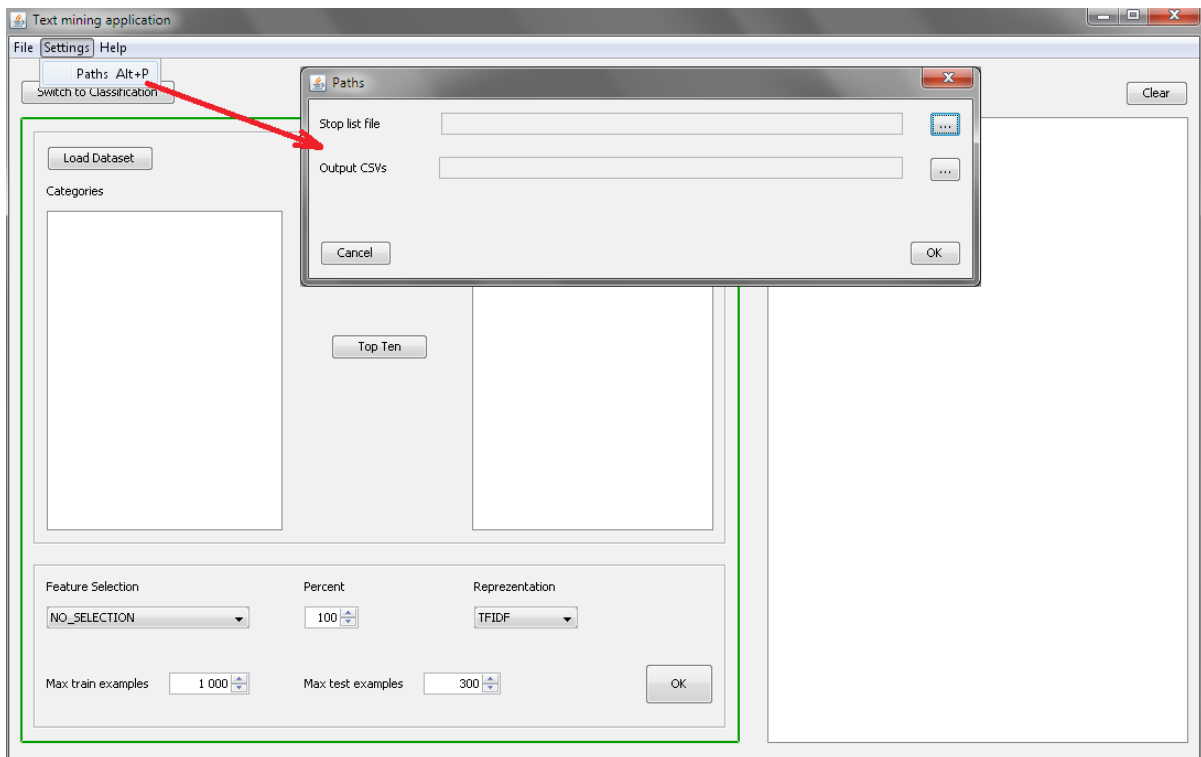 Text mining application
File Settings Help
Paths Alt+P
Switch to Classification
Clear
Paths
Stop list file ...
Output CSVs ...
Cancel OK
Load Dataset
Categories
Top Ten
Feature Selection Percent Reprezentation
NO_SELECTION 100 TFIDF
Max train examples 1 000 Max test examples 300 OK